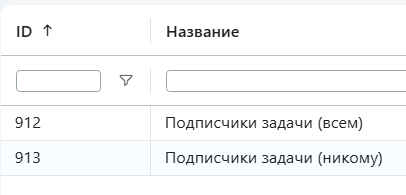 ID ↑ Название
912 Подписчики задачи (всем)
913 Подписчики задачи (никому)